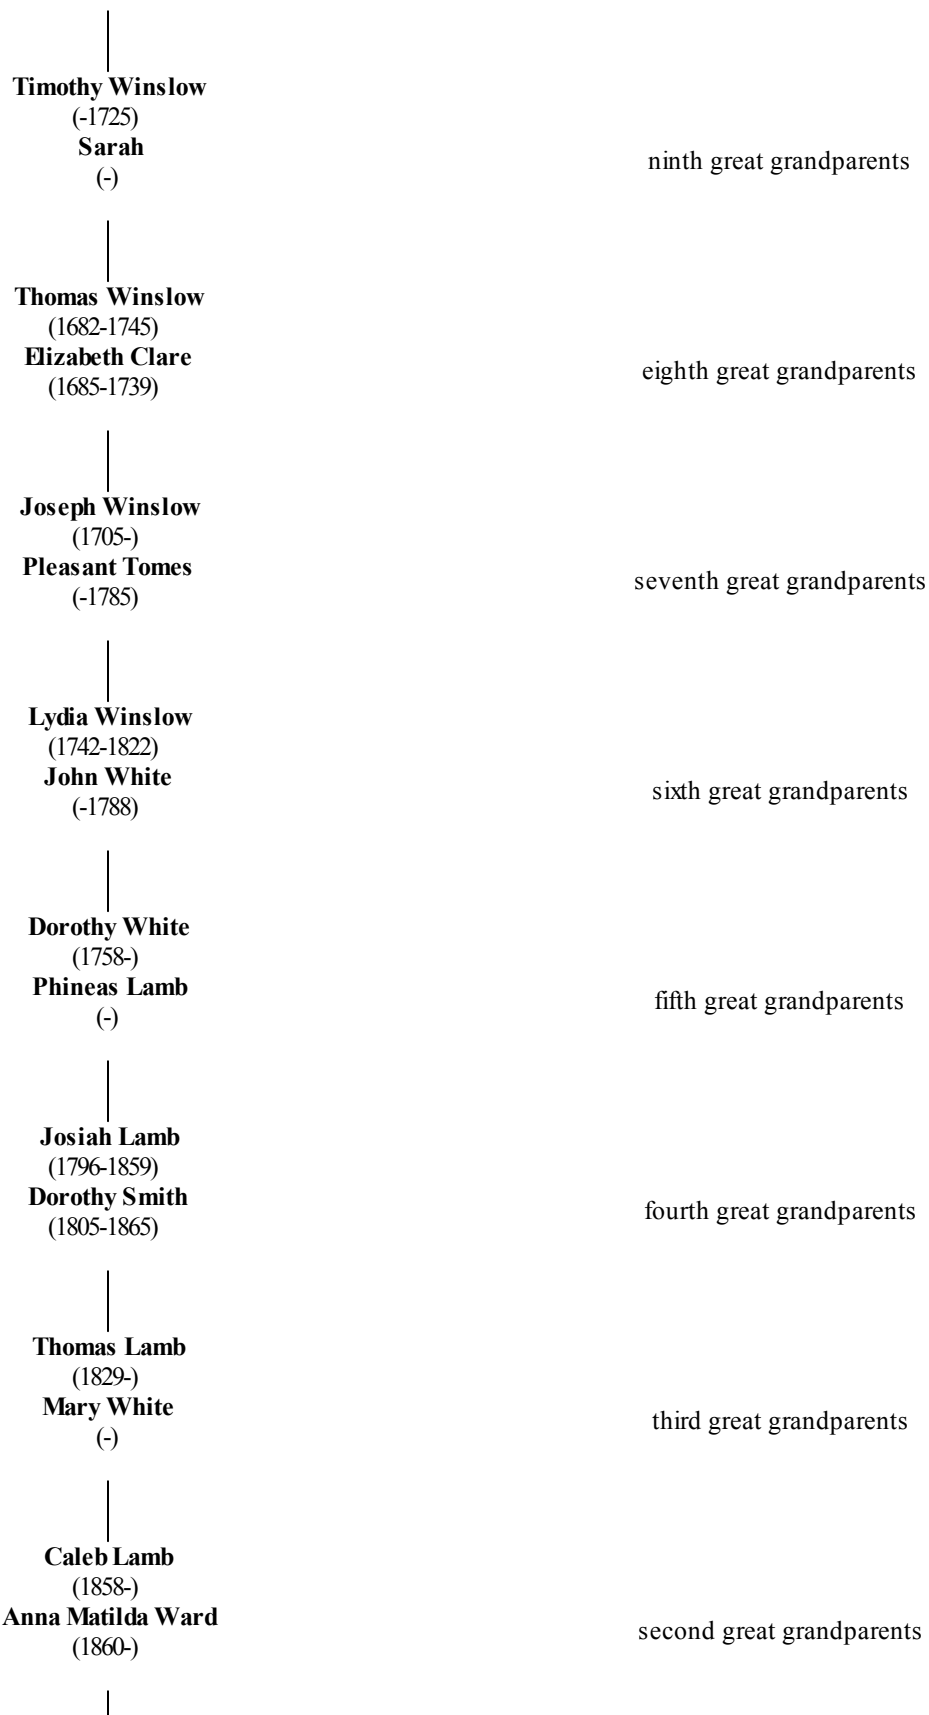 Timothy Winslow
(-1725)
Sarah
(-)
ninth great grandparents
Thomas Winslow
(1682-1745)
Elizabeth Clare
(1685-1739)
eighth great grandparents
Joseph Winslow
(1705-)
Pleasant Tomes
(-1785)
seventh great grandparents
Lydia Winslow
(1742-1822)
John White
(-1788)
sixth great grandparents
Dorothy White
(1758-)
Phineas Lamb
(-)
fifth great grandparents
Josiah Lamb
(1796-1859)
Dorothy Smith
(1805-1865)
fourth great grandparents
Thomas Lamb
(1829-)
Mary White
(-)
third great grandparents
Caleb Lamb
(1858-)
Anna Matilda Ward
(1860-)
second great grandparents